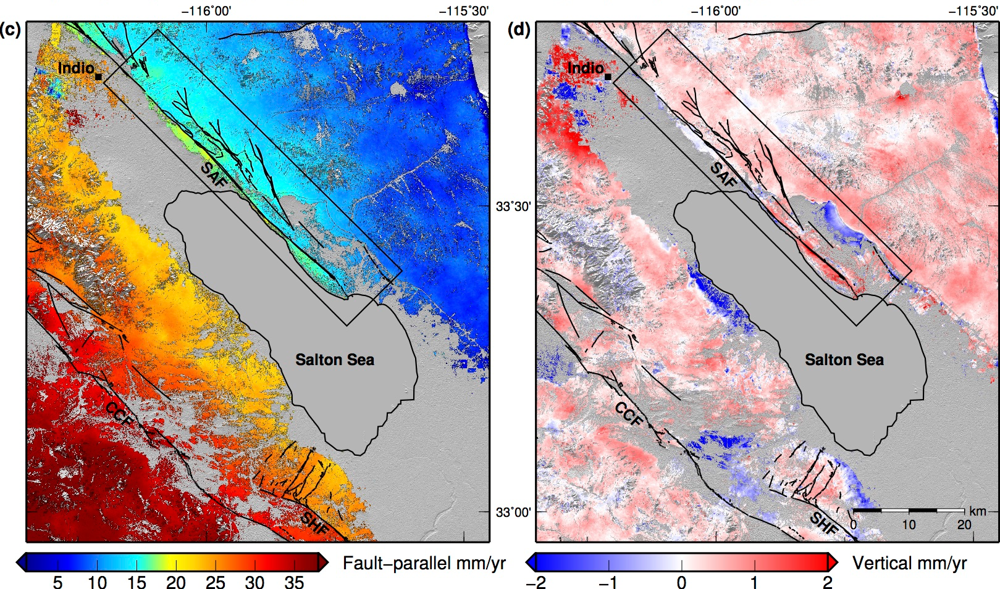 −116°00'
−115°30'
−116°00'
−115°30'
(c)
(d)
Indio
Indio
SAF
SAF
33°30'
Salton Sea
Salton Sea
CCF
CCF
SHF
SHF
33°00'
km
0 10 20
5 10 15 20 25 30 35
Fault−parallel mm/yr
−2 −1 0 1 2
Vertical mm/yr